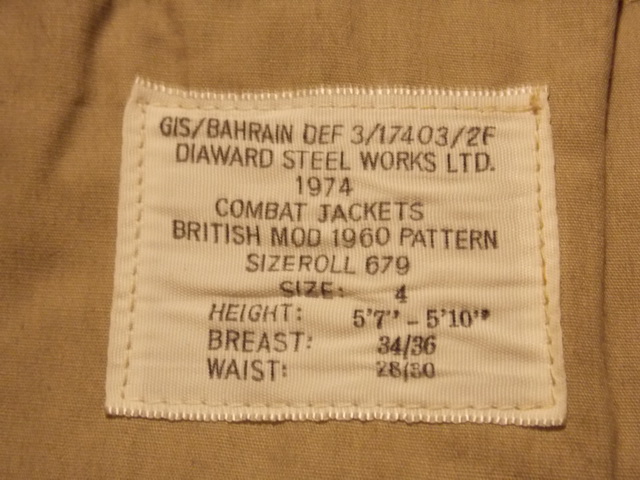 GIS/BAHRAIN DEF 3/17403/2F
DIAWARD STEEL WORKS LTD.
1974
COMBAT JACKETS
BRITISH MOD 1960 PATTERN
SIZEROLL 679
SIZE: 4
HEIGHT: 5'7" - 5'10"
BREAST: 34/36
WAIST: 28/30